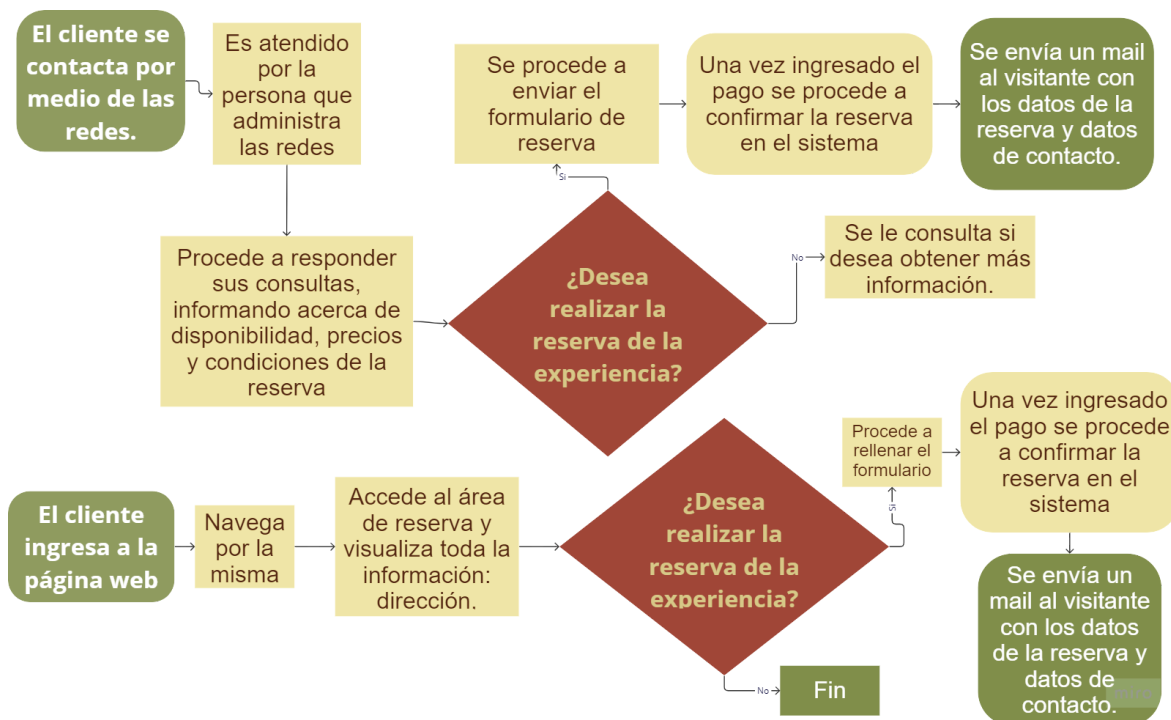 El cliente se
contacta por
medio de las
redes.
Es atendido
por la
persona que
administra
las redes
Procede a responder
sus consultas,
informando acerca de
disponibilidad, precios
y condiciones de la
reserva
¿Desea
realizar la
reserva de la
experiencia?
Si
Se procede a
enviar el
formulario de
reserva
Una vez ingresado el
pago se procede a
confirmar la reserva
en el sistema
Se envía un mail
al visitante con
los datos de la
reserva y datos
de contacto.
No
Se le consulta si
desea obtener más
información.
El cliente
ingresa a la
página web
Navega
por la
misma
Accede al área
de reserva y
visualiza toda la
información:
dirección.
¿Desea
realizar la
reserva de la
experiencia?
Si
Procede a
rellenar el
formulario
Una vez ingresado
el pago se procede
a confirmar la
reserva en el
sistema
Se envía un
mail al visitante
con los datos
de la reserva y
datos de
contacto.
No
Fin